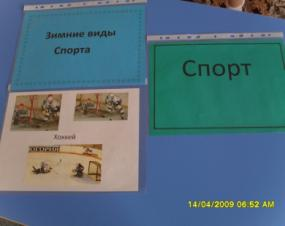 Зимние виды
Спорта
Спорт
Хоккей
14/04/2009 06:52 AM